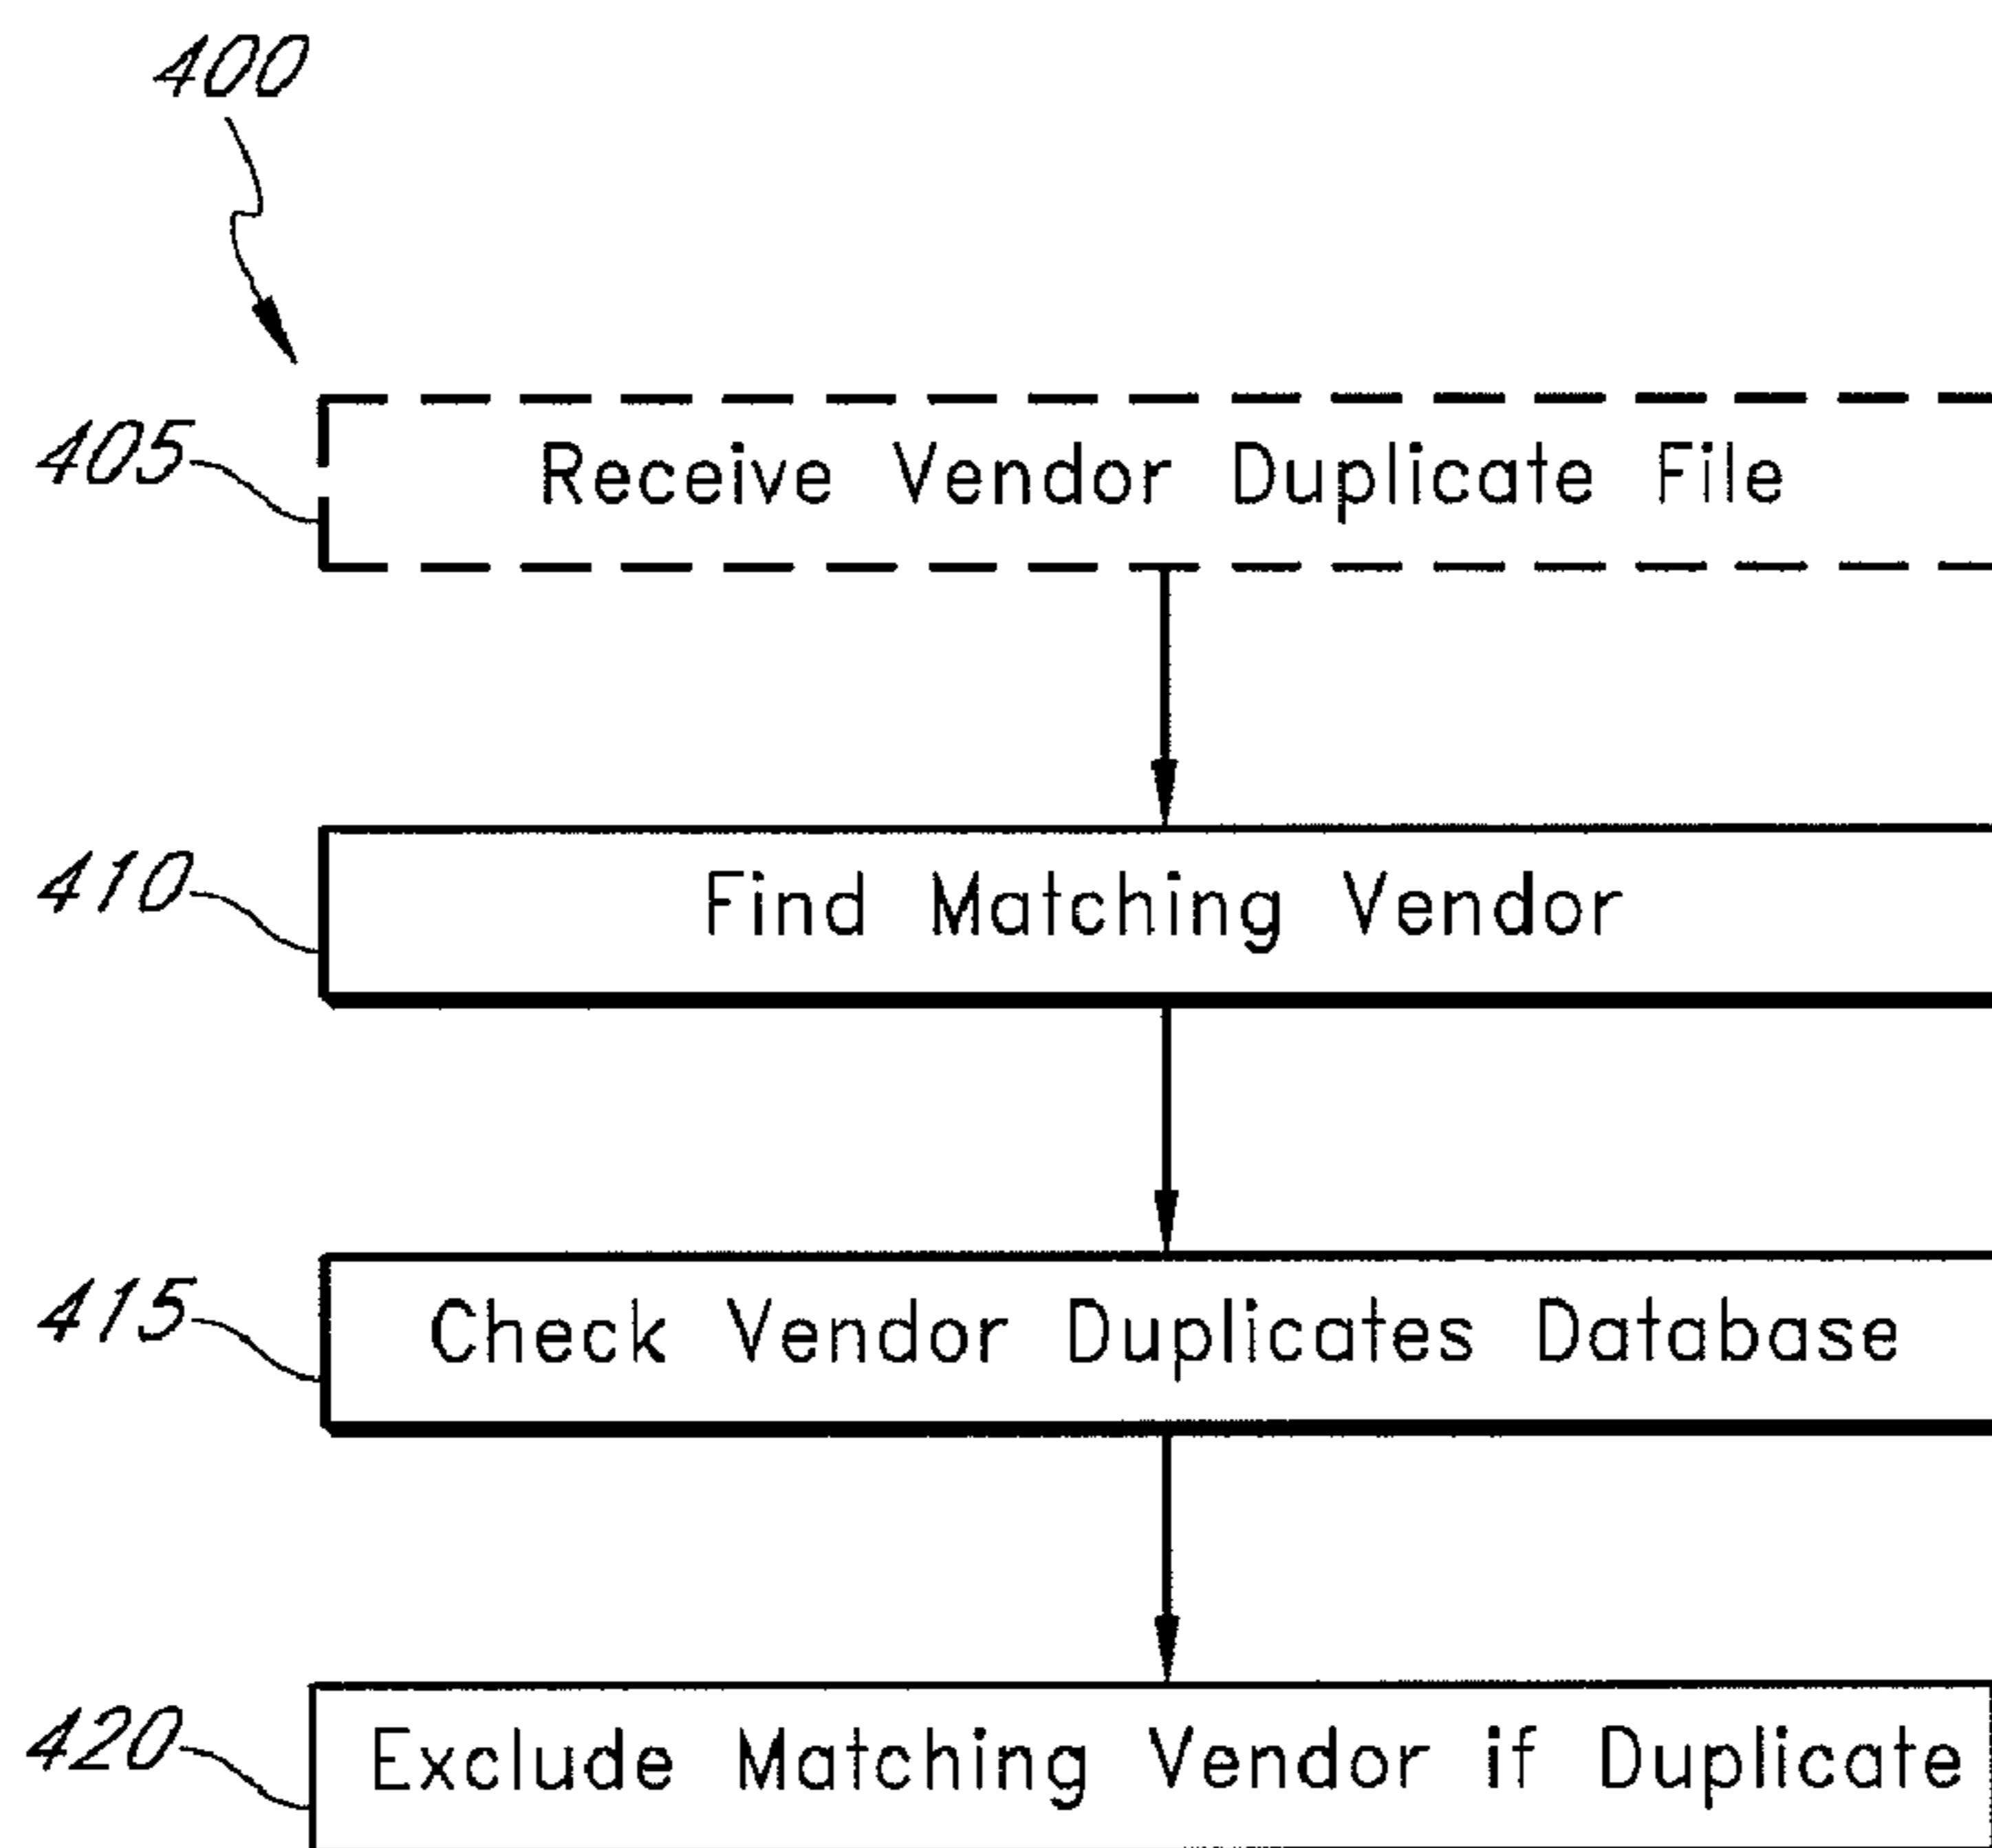 400
405
Receive Vendor Duplicate File
410
Find Matching Vendor
415
Check Vendor Duplicates Database
420
Exclude Matching Vendor if Duplicate